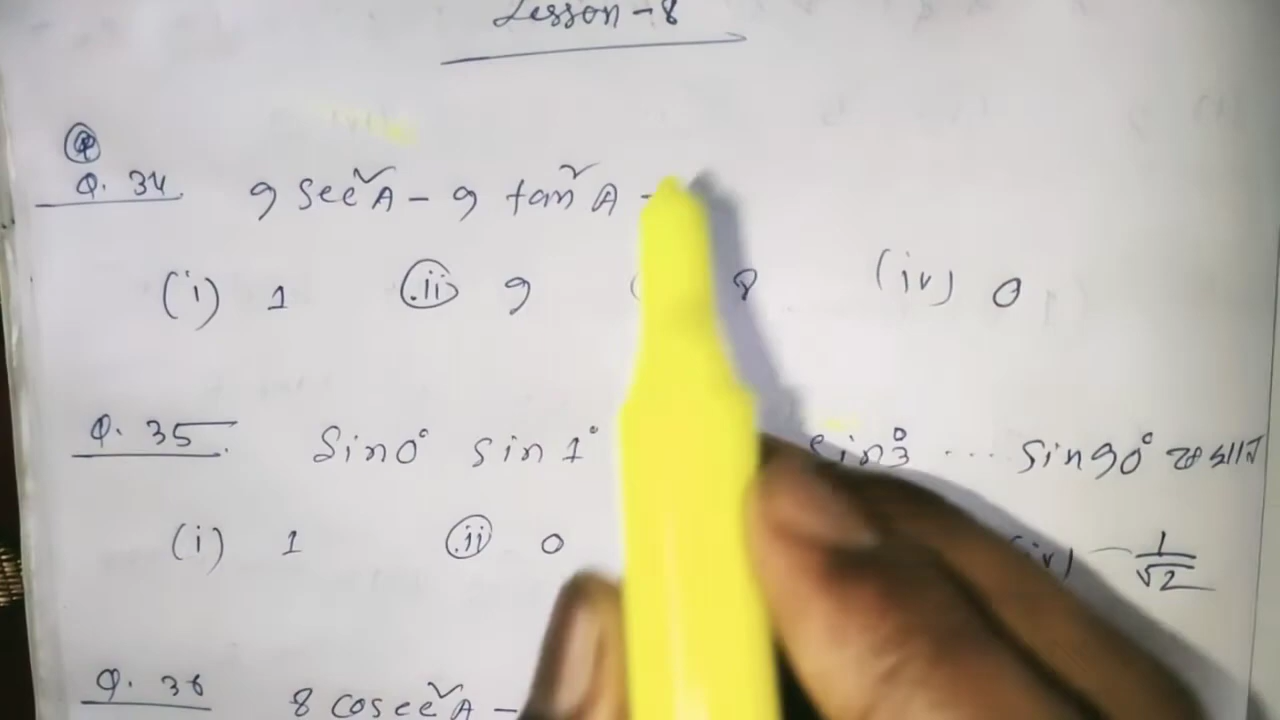 Lesson-8
Q. 34 9 sec²A - 9 tan²A -
(i) 1 (ii) 9 8 (iv) 0
Q. 35 Sin0° sin1° sin3° ... Sin90°
(i) 1 (ii) 0 (iv) 1/√2
Q. 36 8 cosec²A -